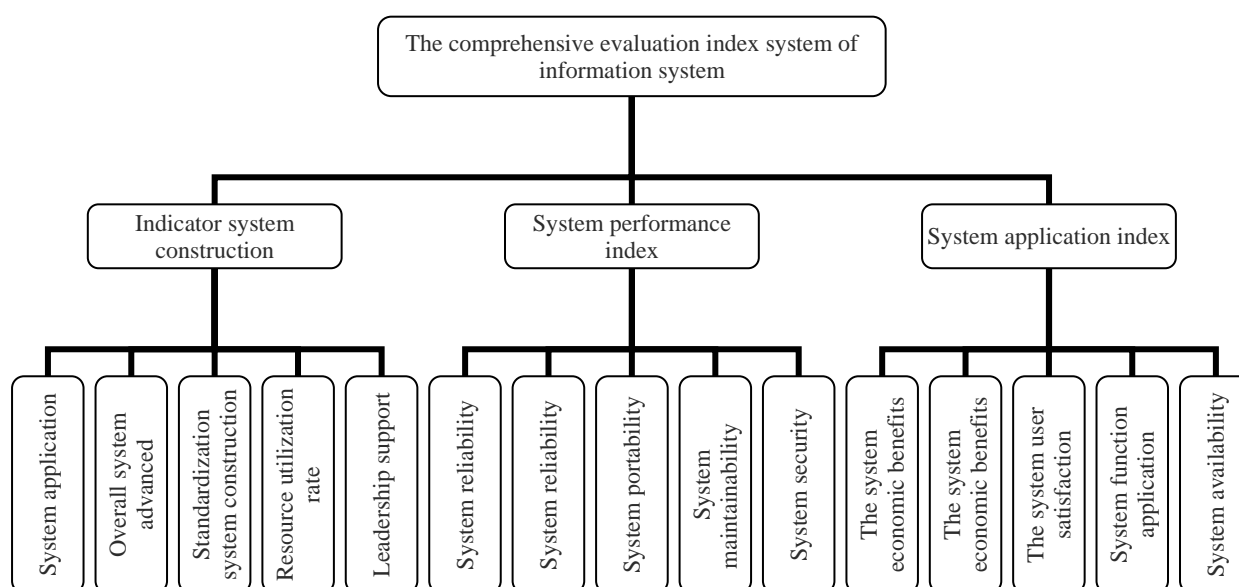 The comprehensive evaluation index system of
information system
Indicator system
construction
System performance
index
System application index
System application
Overall system
advanced
Standardization
system construction
Resource utilization
rate
Leadership support
System reliability
System reliability
System portability
System
maintainability
System security
The system
economic benefits
The system
economic benefits
The system user
satisfaction
System function
application
System availability